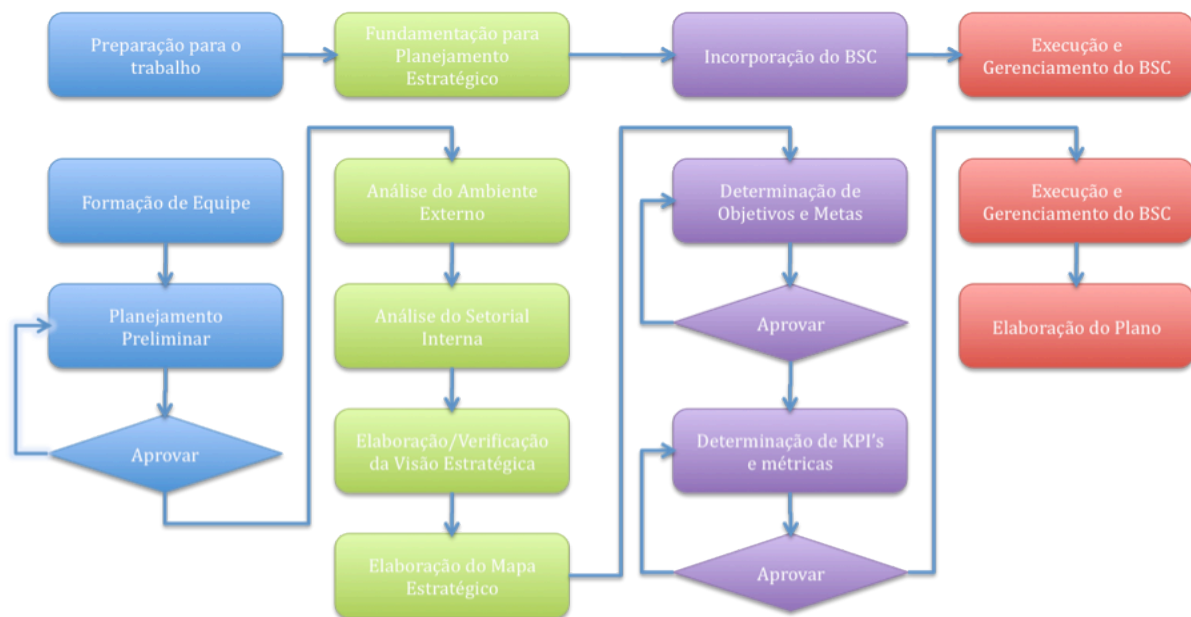 Preparação para o
trabalho
Fundamentação para
Planejamento
Estratégico
Incorporação do BSC
Execução e
Gerenciamento do BSC
Formação de Equipe
Planejamento
Preliminar
Aprovar
Análise do Ambiente
Externo
Análise do Setorial
Interna
Elaboração/Verificação
da Visão Estratégica
Elaboração do Mapa
Estratégico
Determinação de
Objetivos e Metas
Aprovar
Determinação de KPI's
e métricas
Aprovar
Execução e
Gerenciamento do BSC
Elaboração do Plano